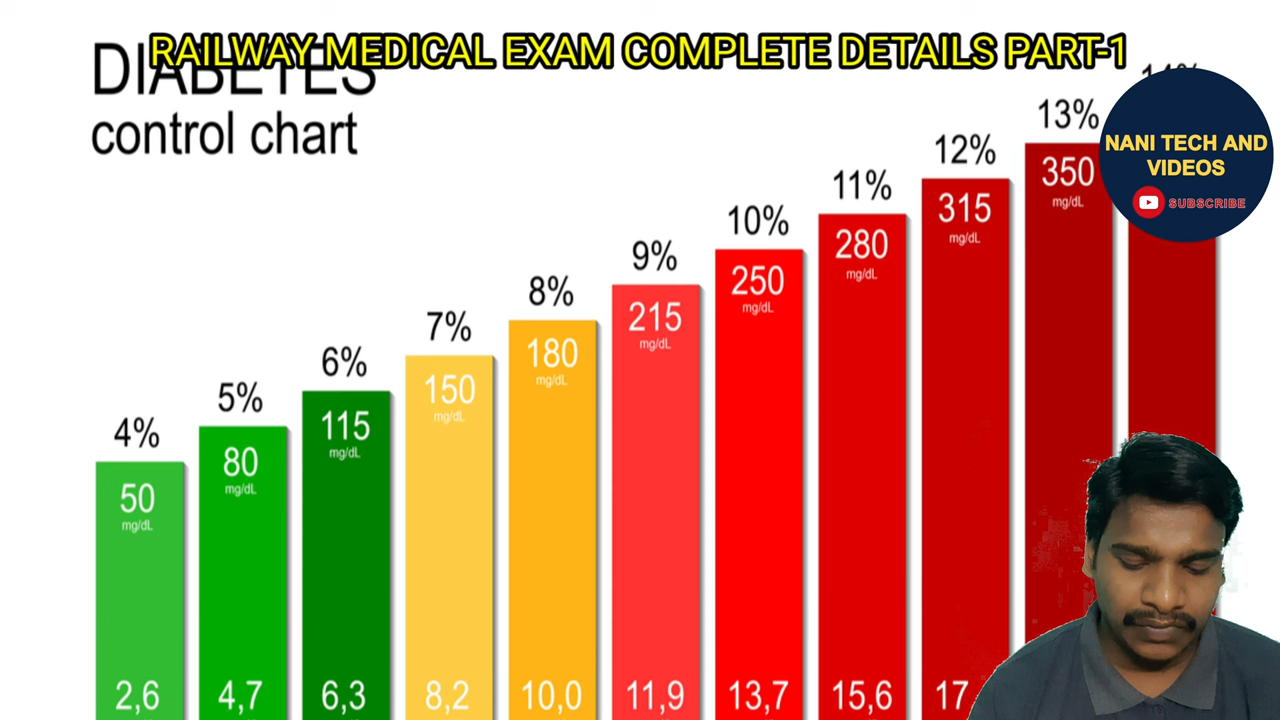 RAILWAY MEDICAL EXAM COMPLETE DETAILS PART-1
DIABETES
control chart
NANI TECH AND
VIDEOS
SUBSCRIBE
4%
50
mg/dL
2,6
5%
80
mg/dL
4,7
6%
115
mg/dL
6,3
7%
150
mg/dL
8,2
8%
180
mg/dL
10,0
9%
215
mg/dL
11,9
10%
250
mg/dL
13,7
11%
280
mg/dL
15,6
12%
315
mg/dL
17
13%
350
mg/dL
14%